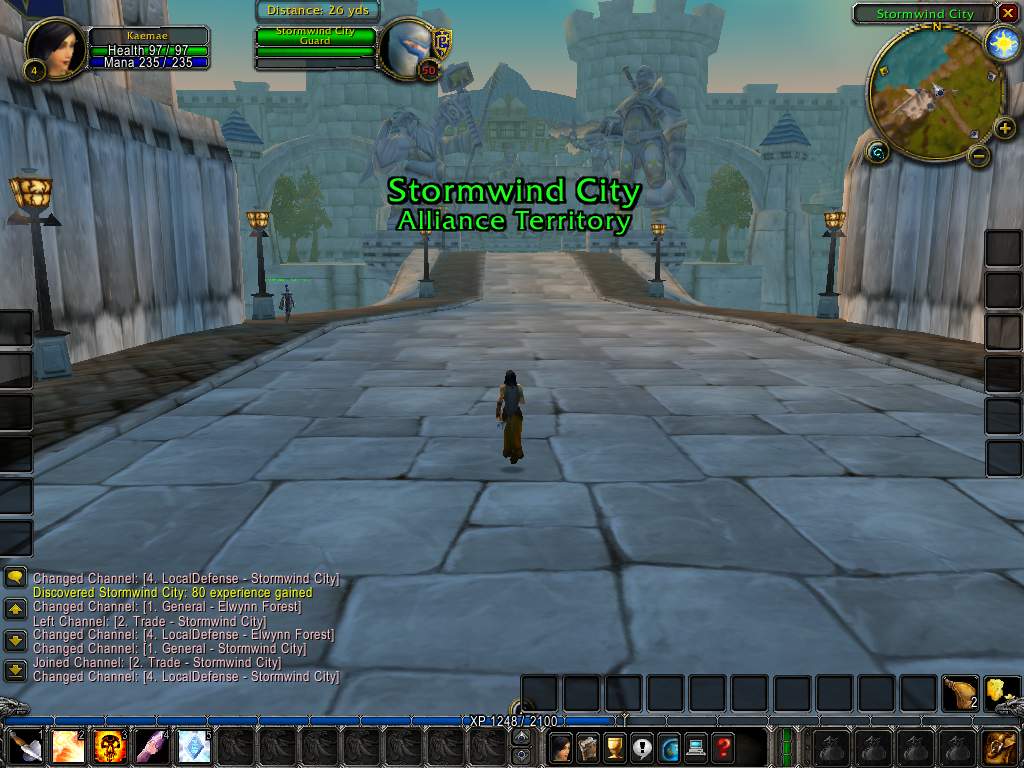 Distance: 26 yds
Stormwind City
Kaemae
Stormwind City
Guard
Health 97 / 97
Mana 235 / 235
4
50
N
Stormwind City
Alliance Territory
Changed Channel: [4. LocalDefense - Stormwind City]
Discovered Stormwind City: 80 experience gained
Changed Channel: [1. General - Elwynn Forest]
Left Channel: [2. Trade - Stormwind City]
Changed Channel: [4. LocalDefense - Elwynn Forest]
Changed Channel: [1. General - Stormwind City]
Joined Channel: [2. Trade - Stormwind City]
Changed Channel: [4. LocalDefense - Stormwind City]
2
XP 1248 / 2100
2
4